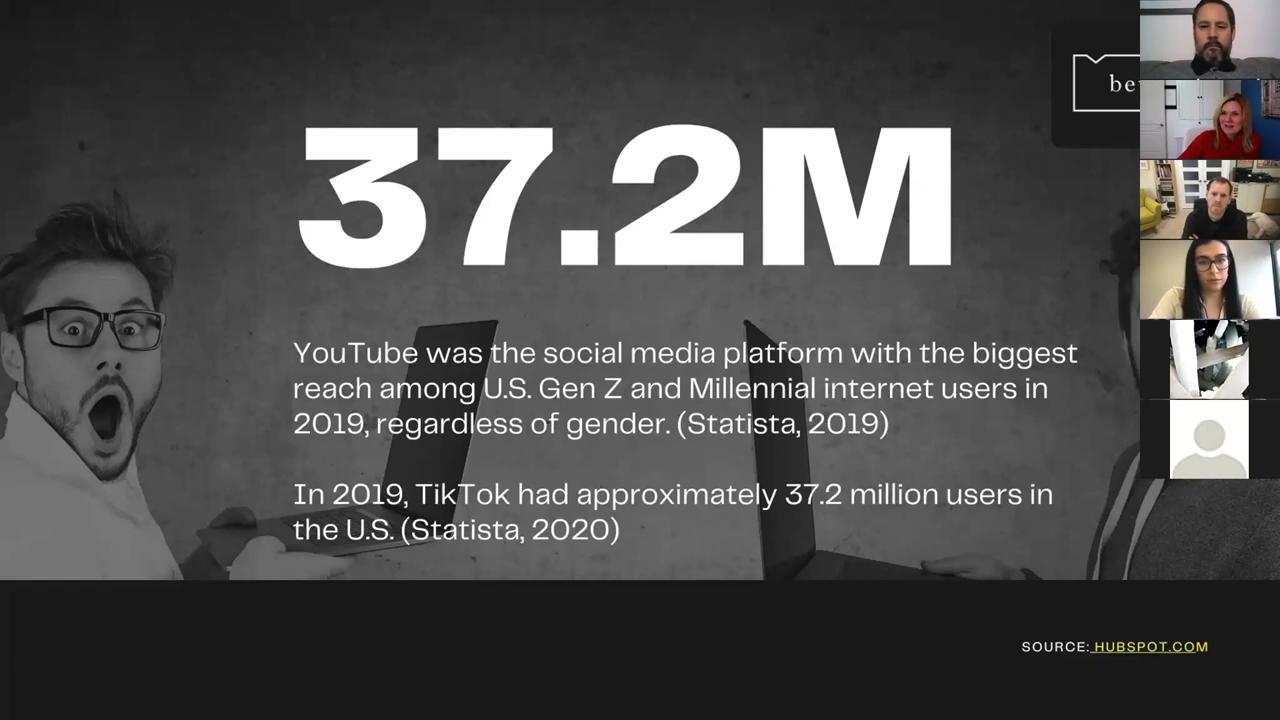 37.2M
YouTube was the social media platform with the biggest
reach among U.S. Gen Z and Millennial internet users in
2019, regardless of gender. (Statista, 2019)
In 2019, TikTok had approximately 37.2 million users in
the U.S. (Statista, 2020)
SOURCE: HUBSPOT.COM